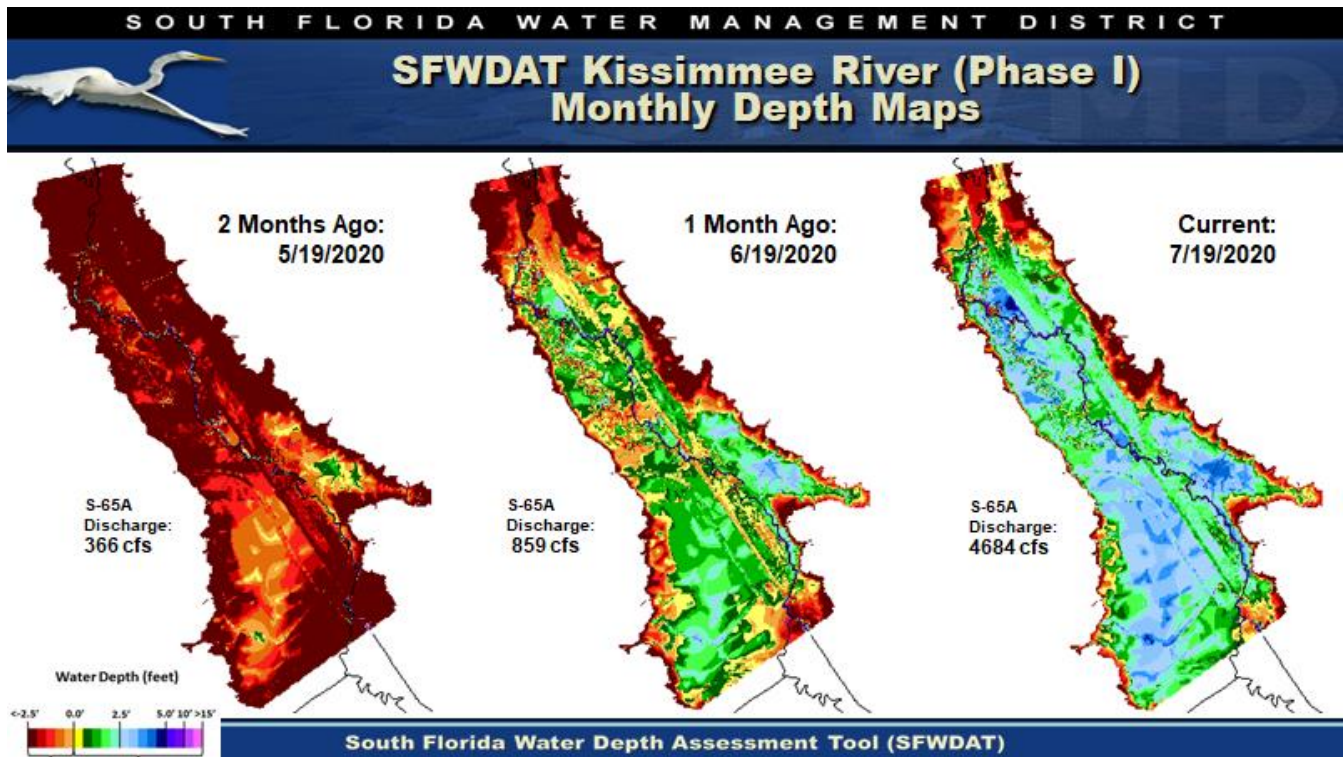 SOUTH FLORIDA WATER MANAGEMENT DISTRICT
SFWDAT Kissimmee River (Phase I)
Monthly Depth Maps
2 Months Ago:
5/19/2020
1 Month Ago:
6/19/2020
Current:
7/19/2020
S-65A
Discharge:
366 cfs
S-65A
Discharge:
859 cfs
S-65A
Discharge:
4684 cfs
Water Depth (feet)
<-2.5' 0.0' 2.5' 5.0' 10' >15'
South Florida Water Depth Assessment Tool (SFWDAT)